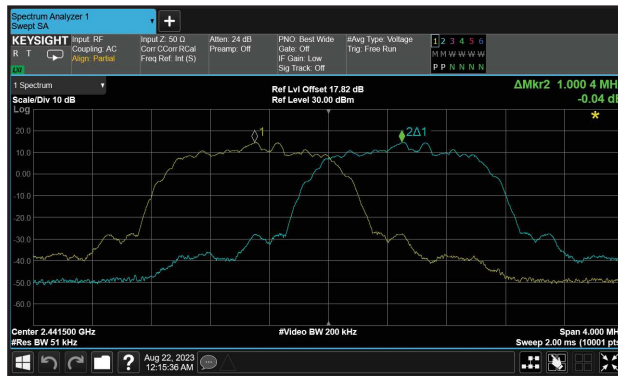 Spectrum Analyzer 1
Swept SA
+
KEYSIGHT
R T
LXI
Input: RF
Coupling: AC
Align: Partial
Input Z: 50 Ω
Corr CCorr RCal
Freq Ref: Int (S)
Atten: 24 dB
Preamp: Off
PNO: Best Wide
Gate: Off
IF Gain: Low
Sig Track: Off
#Avg Type: Voltage
Trig: Free Run
1 2 3 4 5 6
M M W W W W
P P N N N N
1 Spectrum
Scale/Div 10 dB
Ref Lvl Offset 17.82 dB
Ref Level 30.00 dBm
ΔMkr2 1.000 4 MH
-0.04 dB
Log
1
2Δ1
20.0
10.0
0.00
-10.0
-20.0
-30.0
-40.0
-50.0
-60.0
Center 2.441500 GHz
#Res BW 51 kHz
#Video BW 200 kHz
Span 4.000 MH
Sweep 2.00 ms (10001 pts
?
Aug 22, 2023
12:15:36 AM